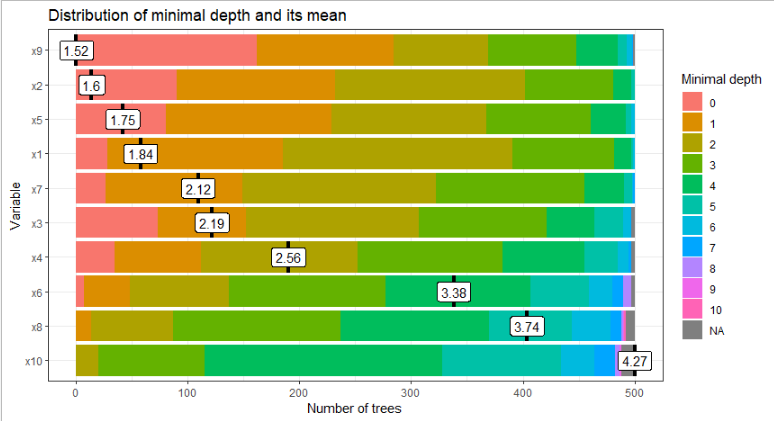 Distribution of minimal depth and its mean
Variable
x9 1.52
x2 1.6
x5 1.75
x1 1.84
x7 2.12
x3 2.19
x4 2.56
x6 3.38
x8 3.74
x10 4.27
0 100 200 300 400 500
Number of trees
Minimal depth
0
1
2
3
4
5
6
7
8
9
10
NA